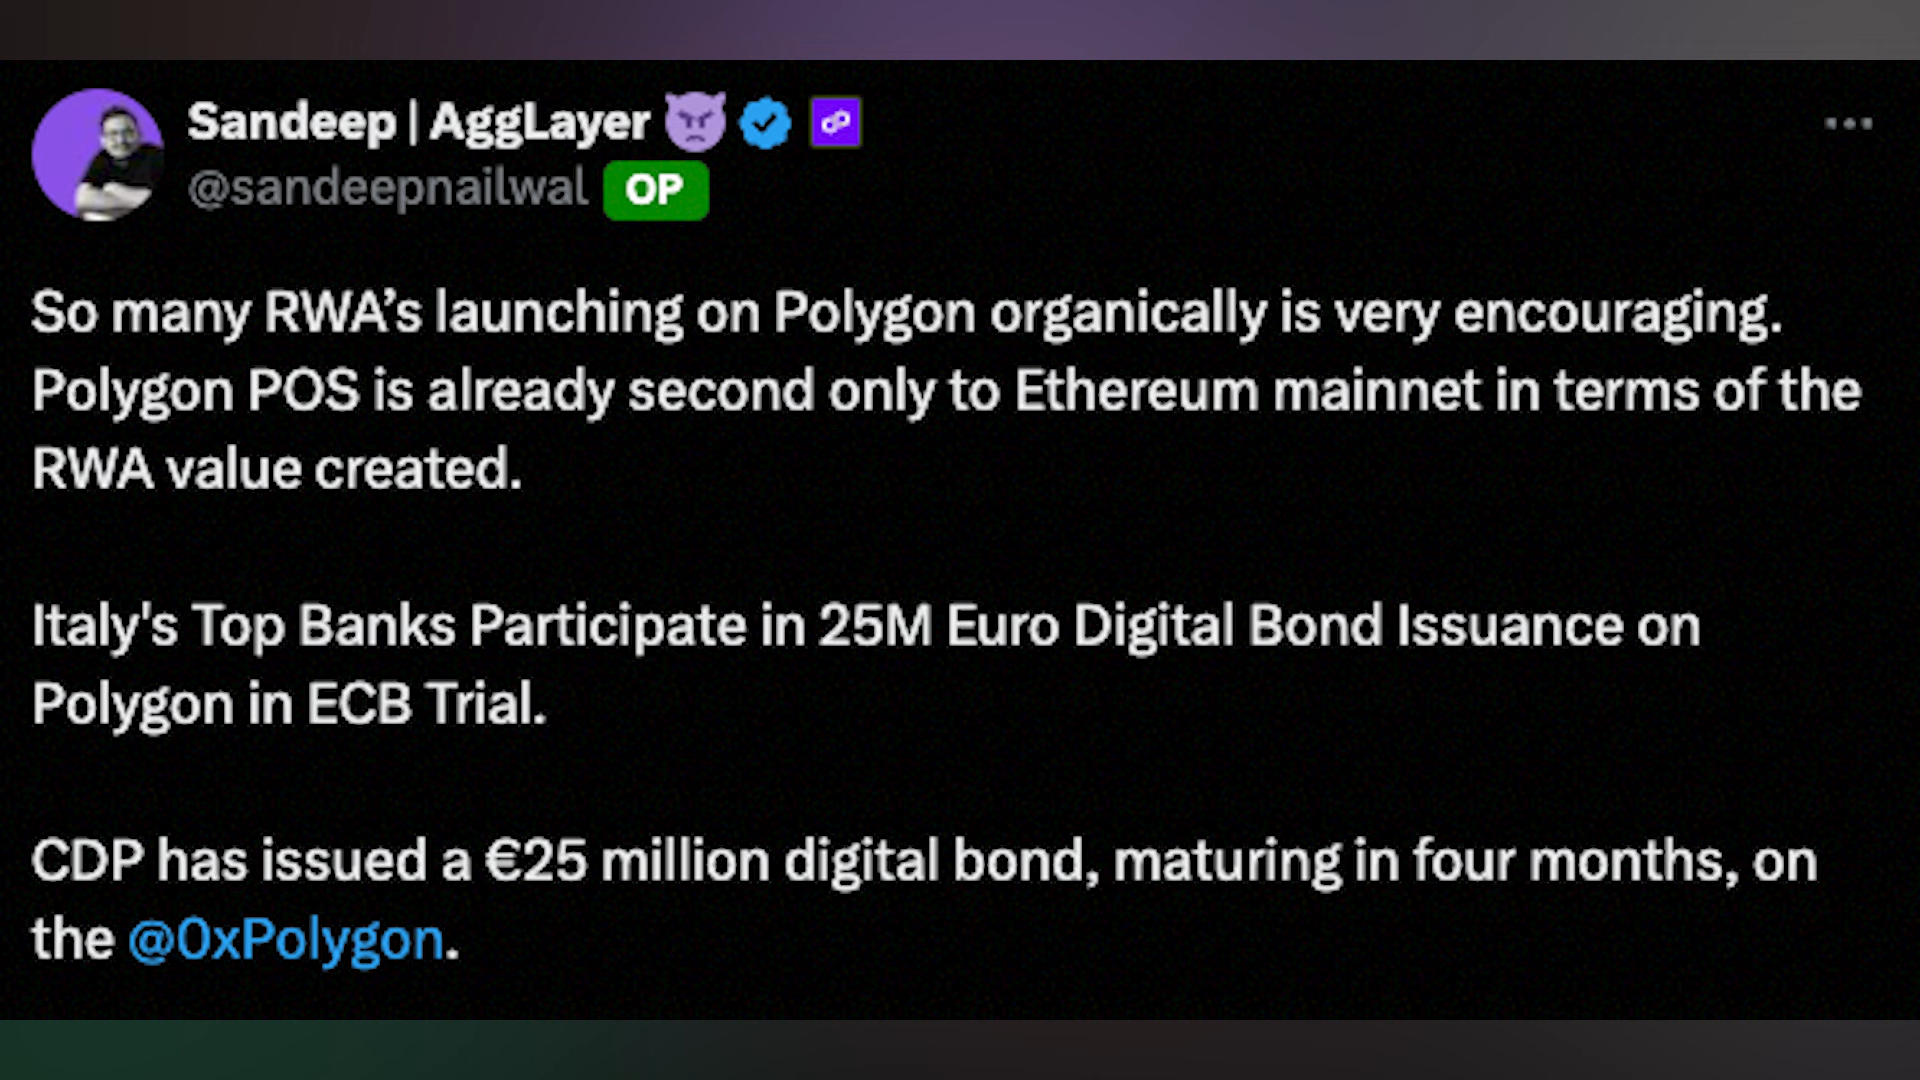 Sandeep | AggLayer
@sandeepnailwal OP
So many RWA’s launching on Polygon organically is very encouraging.
Polygon POS is already second only to Ethereum mainnet in terms of the
RWA value created.
Italy's Top Banks Participate in 25M Euro Digital Bond Issuance on
Polygon in ECB Trial.
CDP has issued a €25 million digital bond, maturing in four months, on
the @0xPolygon.